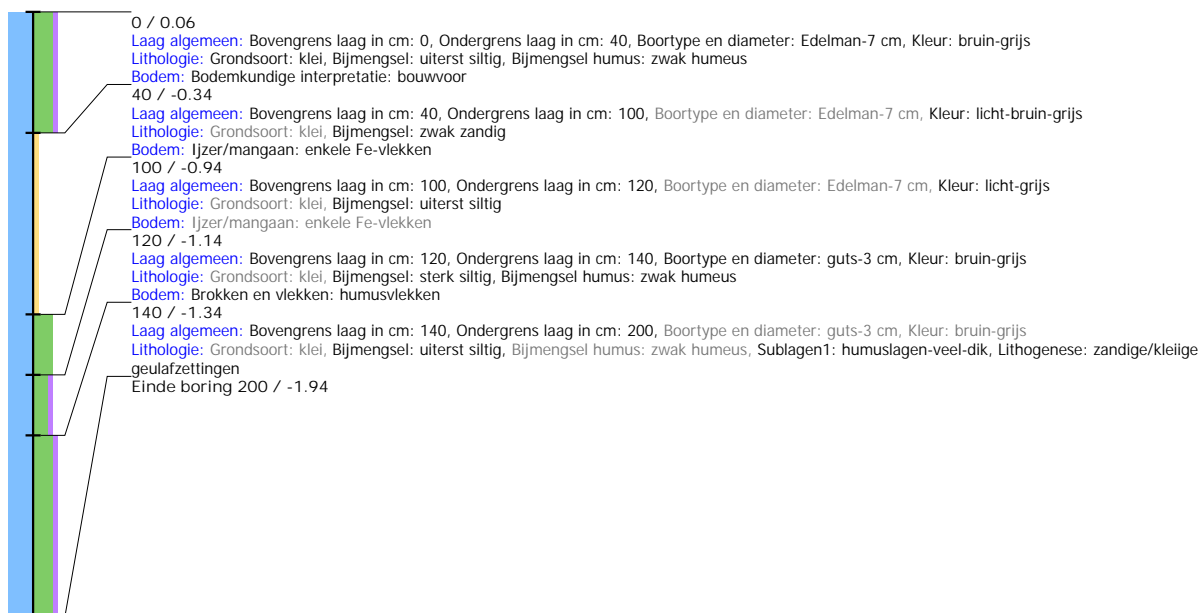 0 / 0.06
Laag algemeen: Bovengrens laag in cm: 0, Ondergrens laag in cm: 40, Boortype en diameter: Edelman-7 cm, Kleur: bruin-grijs
Lithologie: Grondsoort: klei, Bijmengsel: uiterst siltig, Bijmengsel humus: zwak humeus
Bodem: Bodemkundige interpretatie: bouwvoor
40 / -0.34
Laag algemeen: Bovengrens laag in cm: 40, Ondergrens laag in cm: 100, Boortype en diameter: Edelman-7 cm, Kleur: licht-bruin-grijs
Lithologie: Grondsoort: klei, Bijmengsel: zwak zandig
Bodem: Ijzer/mangaan: enkele Fe-vlekken
100 / -0.94
Laag algemeen: Bovengrens laag in cm: 100, Ondergrens laag in cm: 120, Boortype en diameter: Edelman-7 cm, Kleur: licht-grijs
Lithologie: Grondsoort: klei, Bijmengsel: uiterst siltig
Bodem: Ijzer/mangaan: enkele Fe-vlekken
120 / -1.14
Laag algemeen: Bovengrens laag in cm: 120, Ondergrens laag in cm: 140, Boortype en diameter: guts-3 cm, Kleur: bruin-grijs
Lithologie: Grondsoort: klei, Bijmengsel: sterk siltig, Bijmengsel humus: zwak humeus
Bodem: Brokken en vlekken: humusvlekken
140 / -1.34
Laag algemeen: Bovengrens laag in cm: 140, Ondergrens laag in cm: 200, Boortype en diameter: guts-3 cm, Kleur: bruin-grijs
Lithologie: Grondsoort: klei, Bijmengsel: uiterst siltig, Bijmengsel humus: zwak humeus, Sublagen1: humuslagen-veel-dik, Lithogenese: zandige/kleiige
geulafzettingen
Einde boring 200 / -1.94